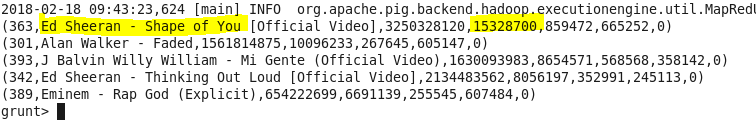 2018-02-18 09:43:23,624 [main] INFO  org.apache.pig.backend.hadoop.executionengine.util.MapRedU
(363,Ed Sheeran - Shape of You [Official Video],3250328120,15328700,859472,665252,0)
(301,Alan Walker - Faded,1561814875,10096233,267645,605147,0)
(393,J Balvin Willy William - Mi Gente (Official Video),1630093983,8654571,568568,358142,0)
(342,Ed Sheeran - Thinking Out Loud [Official Video],2134483562,8056197,352991,245113,0)
(389,Eminem - Rap God (Explicit),654222699,6691139,255545,607484,0)
grunt>